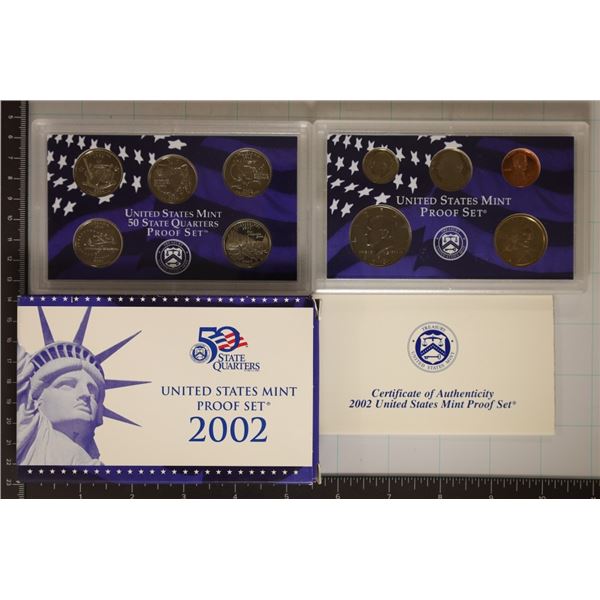 UNITED STATES MINT
50 STATE QUARTERS
PROOF SET™
UNITED STATES MINT
PROOF SET®
50
STATE
QUARTERS
UNITED STATES MINT
PROOF SET®
2002
Certificate of Authenticity
2002 United States Mint Proof Set®